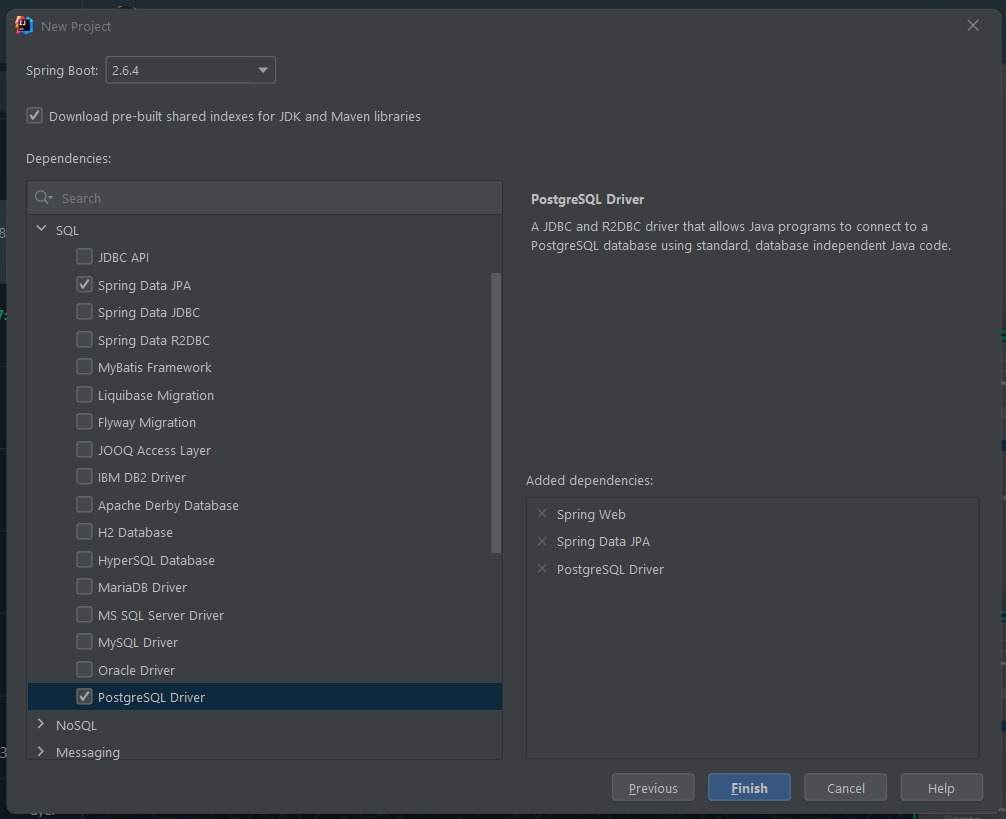 New Project
Spring Boot: 2.6.4
Download pre-built shared indexes for JDK and Maven libraries
Dependencies:
Search
SQL
JDBC API
Spring Data JPA
Spring Data JDBC
Spring Data R2DBC
MyBatis Framework
Liquibase Migration
Flyway Migration
JOOQ Access Layer
IBM DB2 Driver
Apache Derby Database
H2 Database
HyperSQL Database
MariaDB Driver
MS SQL Server Driver
MySQL Driver
Oracle Driver
PostgreSQL Driver
NoSQL
Messaging
PostgreSQL Driver
A JDBC and R2DBC driver that allows Java programs to connect to a
PostgreSQL database using standard, database independent Java code.
Added dependencies:
Spring Web
Spring Data JPA
PostgreSQL Driver
Previous
Finish
Cancel
Help